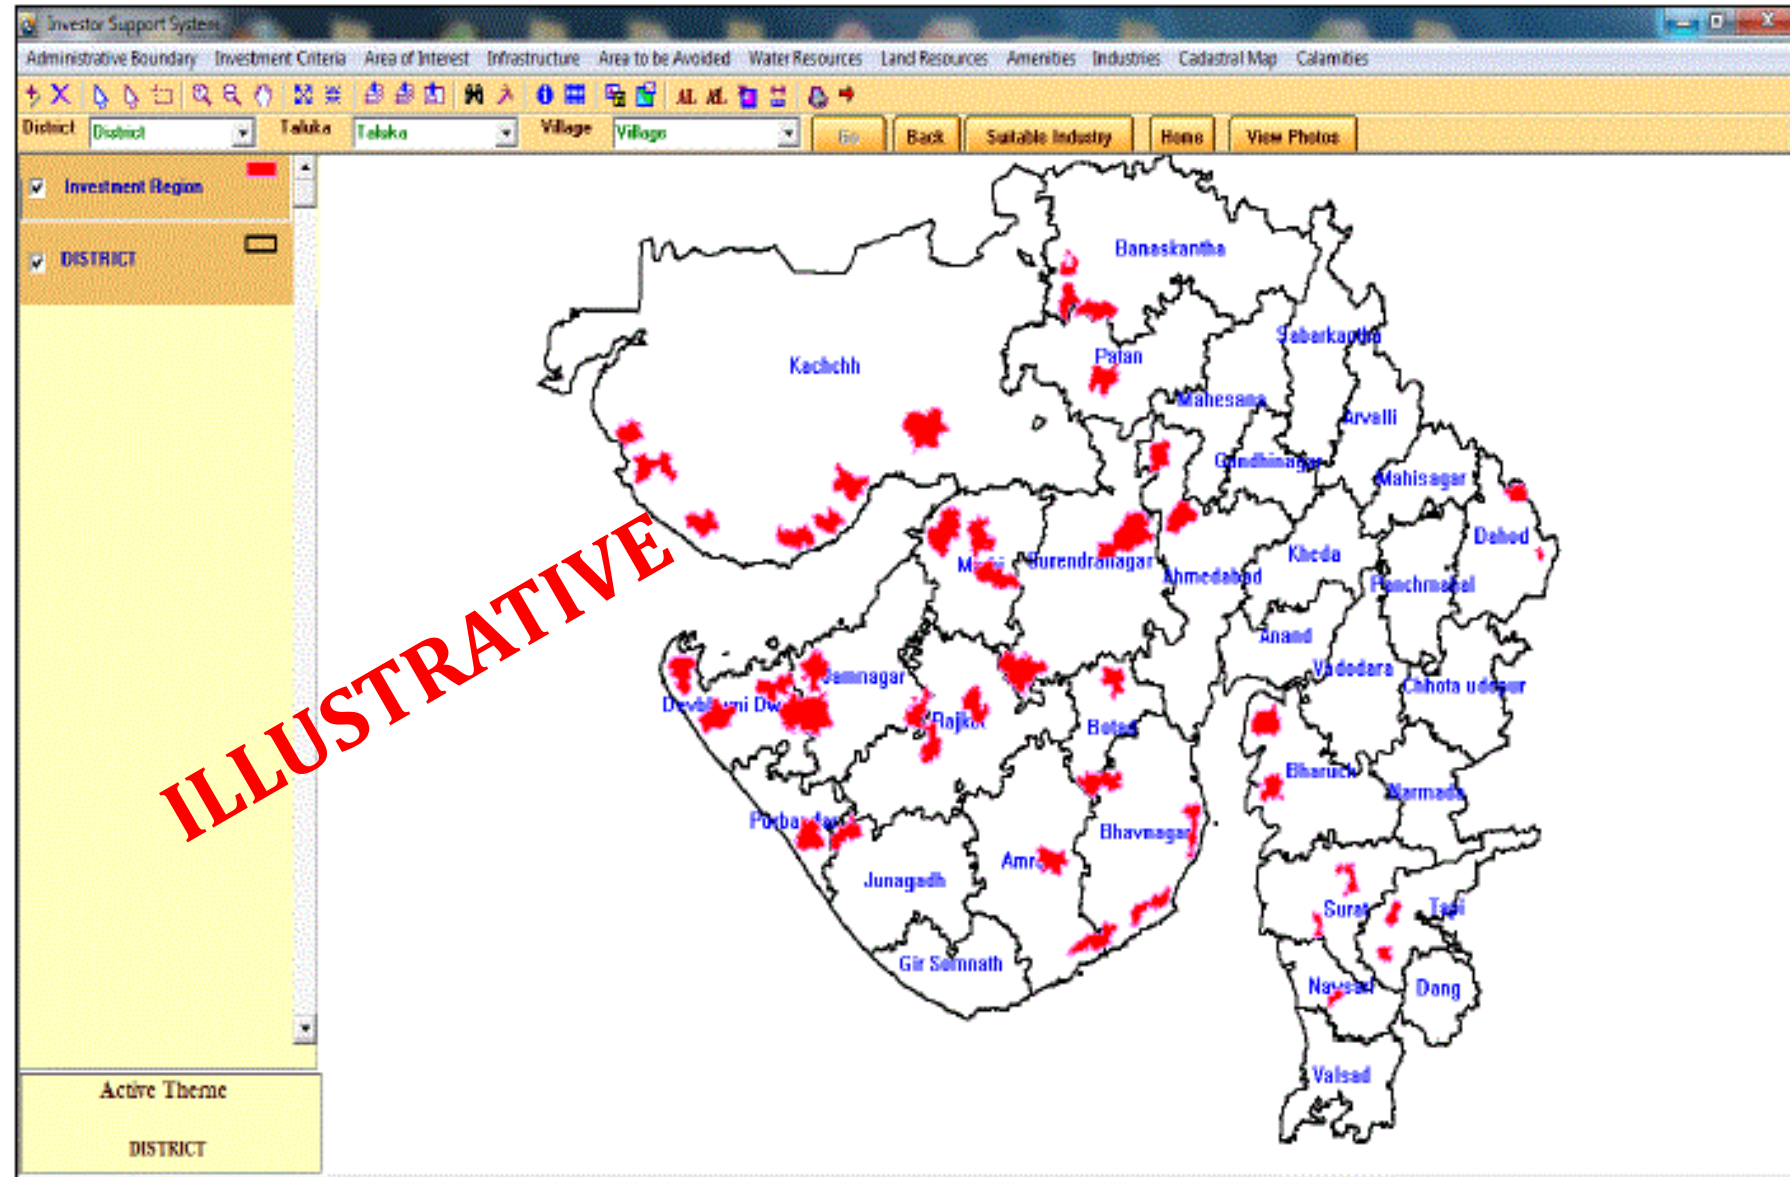 Investor Support System
Administrative Boundary Investment Criteria Area of Interest Infrastructure Area to be Avoided Water Resources Land Resources Amenities Industries Cadastral Map Calamities
AL AL
District District Taluka Taluka Village Village Go Back Suitable Industry Home View Photos
Investment Region
DISTRICT
Banaskantha
Sabarkantha
Patan
Kachchh
Mahesana
Arvalli
Gandhinagar
Mahisagar
Dahod
Kheda
Surendranagar
Ahmedabad
Panchmahal
Anand
Vadodara
Jamnagar
Chhota udepur
Rajkot
Botad
Bharuch
Narmada
Bhavnagar
Junagadh
Surat
Tapi
Gir Somnath
Navsari
Dang
Valsad
ILLUSTRATIVE
Active Theme
DISTRICT